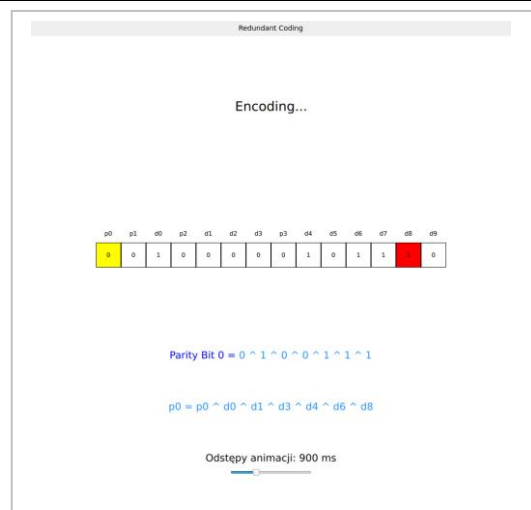 Redundant Coding
Encoding...
p0 p1 d0 p2 d1 d2 d3 p3 d4 d5 d6 d7 d8 d9
0 0 1 0 0 0 0 0 1 0 1 1 0
Parity Bit 0 = 0 ^ 1 ^ 0 ^ 0 ^ 1 ^ 1 ^ 1
p0 = p0 ^ d0 ^ d1 ^ d3 ^ d4 ^ d6 ^ d8
Odstępy animacji: 900 ms